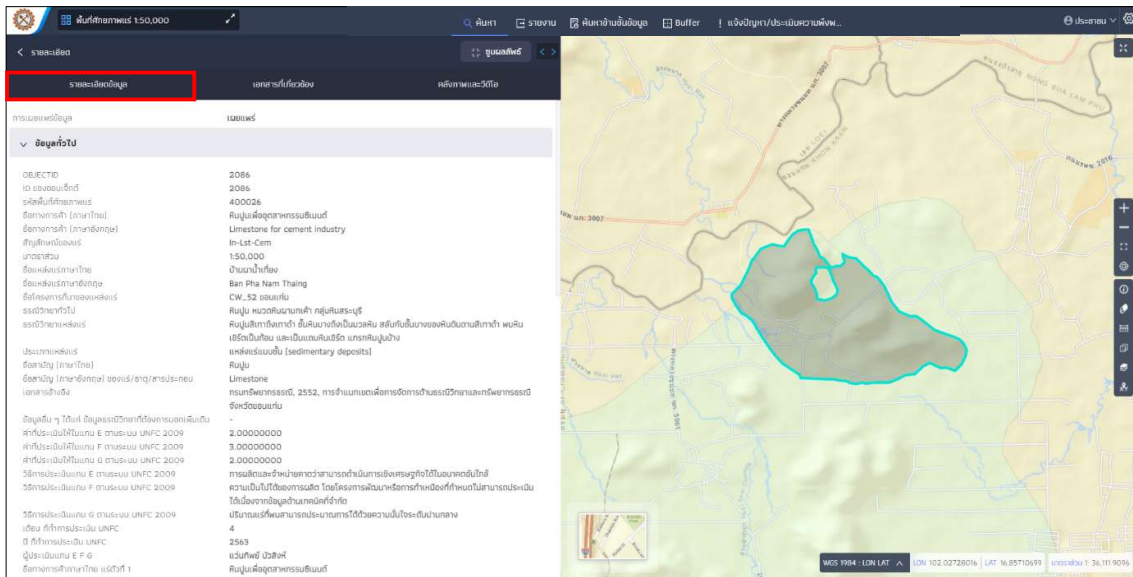 พื้นที่ศักยภาพแร่ 1:50,000
ค้นหา
รายงาน
ค้นหาข้ามชั้นข้อมูล
Buffer
แจ้งปัญหา/ประเมินความพึงพ...
ประชาชน
รายละเอียด
ซูมผลลัพธ์
รายละเอียดข้อมูล เอกสารที่เกี่ยวข้อง คลังภาพและวิดีโอ
การเผยแพร่ข้อมูล เผยแพร่
ข้อมูลทั่วไป
OBJECTID 2086
ID ของออบเจ็กต์ 2086
รหัสพื้นที่ศักยภาพแร่ 400026
ชื่อทางการค้า (ภาษาไทย) หินปูนเพื่ออุตสาหกรรมซีเมนต์
ชื่อทางการค้า (ภาษาอังกฤษ) Limestone for cement industry
สัญลักษณ์ของแร่ In-Lst-Cem
มาตราส่วน 1:50,000
ชื่อแหล่งแร่ภาษาไทย บ้านผาน้ำเที่ยง
ชื่อแหล่งแร่ภาษาอังกฤษ Ban Pha Nam Thaing
ชื่อโครงการที่มาของแหล่งแร่ CW_52 ขอนแก่น
ธรณีวิทยาทั่วไป หินปูน หมวดหินผานกเค้า กลุ่มหินสระบุรี
ธรณีวิทยาแหล่งแร่ หินปูนสีเทาถึงเทาดำ ชั้นหินบางถึงเป็นมวลหิน สลับกับชั้นบางของหินดินดานสีเทาดำ พบหิน
เชิร์ตเป็นก้อน และเป็นแถบหินเชิร์ต แทรกหินปูนบ้าง
ประเภทแหล่งแร่ แหล่งแร่แบบชั้น (sedimentary deposits)
ชื่อสามัญ (ภาษาไทย) หินปูน
ชื่อสามัญ (ภาษาอังกฤษ) ของแร่/ธาตุ/สารประกอบ Limestone
เอกสารอ้างอิง กรมทรัพยากรธรณี, 2552, การจำแนกเขตเพื่อการจัดการด้านธรณีวิทยาและทรัพยากรธรณี
จังหวัดขอนแก่น
ข้อมูลอื่น ๆ ได้แก่ ข้อมูลธรณีวิทยาที่ต้องการบอกเพิ่มเติม -
ค่าที่ประเมินให้ในแกน E ตามระบบ UNFC 2009 2.00000000
ค่าที่ประเมินให้ในแกน F ตามระบบ UNFC 2009 3.00000000
ค่าที่ประเมินให้ในแกน G ตามระบบ UNFC 2009 2.00000000
วิธีการประเมินแกน E ตามระบบ UNFC 2009 การผลิตและจำหน่ายคาดว่าสามารถดำเนินการเชิงเศรษฐกิจได้ในอนาคตอันใกล้
วิธีการประเมินแกน F ตามระบบ UNFC 2009 ความเป็นไปได้ของการผลิต โดยโครงการพัฒนาหรือการทำเหมืองที่กำหนดไม่สามารถประเมิน
ได้เนื่องจากข้อมูลด้านเทคนิคที่จำกัด
วิธีการประเมินแกน G ตามระบบ UNFC 2009 ปริมาณแร่ที่พบสามารถประมาณการได้ด้วยความมั่นใจระดับปานกลาง
เดือน ที่ทำการประเมิน UNFC 4
ปี ที่ทำการประเมิน UNFC 2563
ผู้ประเมินแกน E F G แว่นทิพย์ บัวสิงห์
ชื่อทางการค้าภาษาไทย แร่ตัวที่ 1 หินปูนเพื่ออุตสาหกรรมซีเมนต์
NONG BUA LAM PHU
LEB LOEI
KHON KAEN
WGS 1984 : LON LAT LON 102.02728016 LAT 16.85710699 มาตราส่วน 1: 36,111.9096